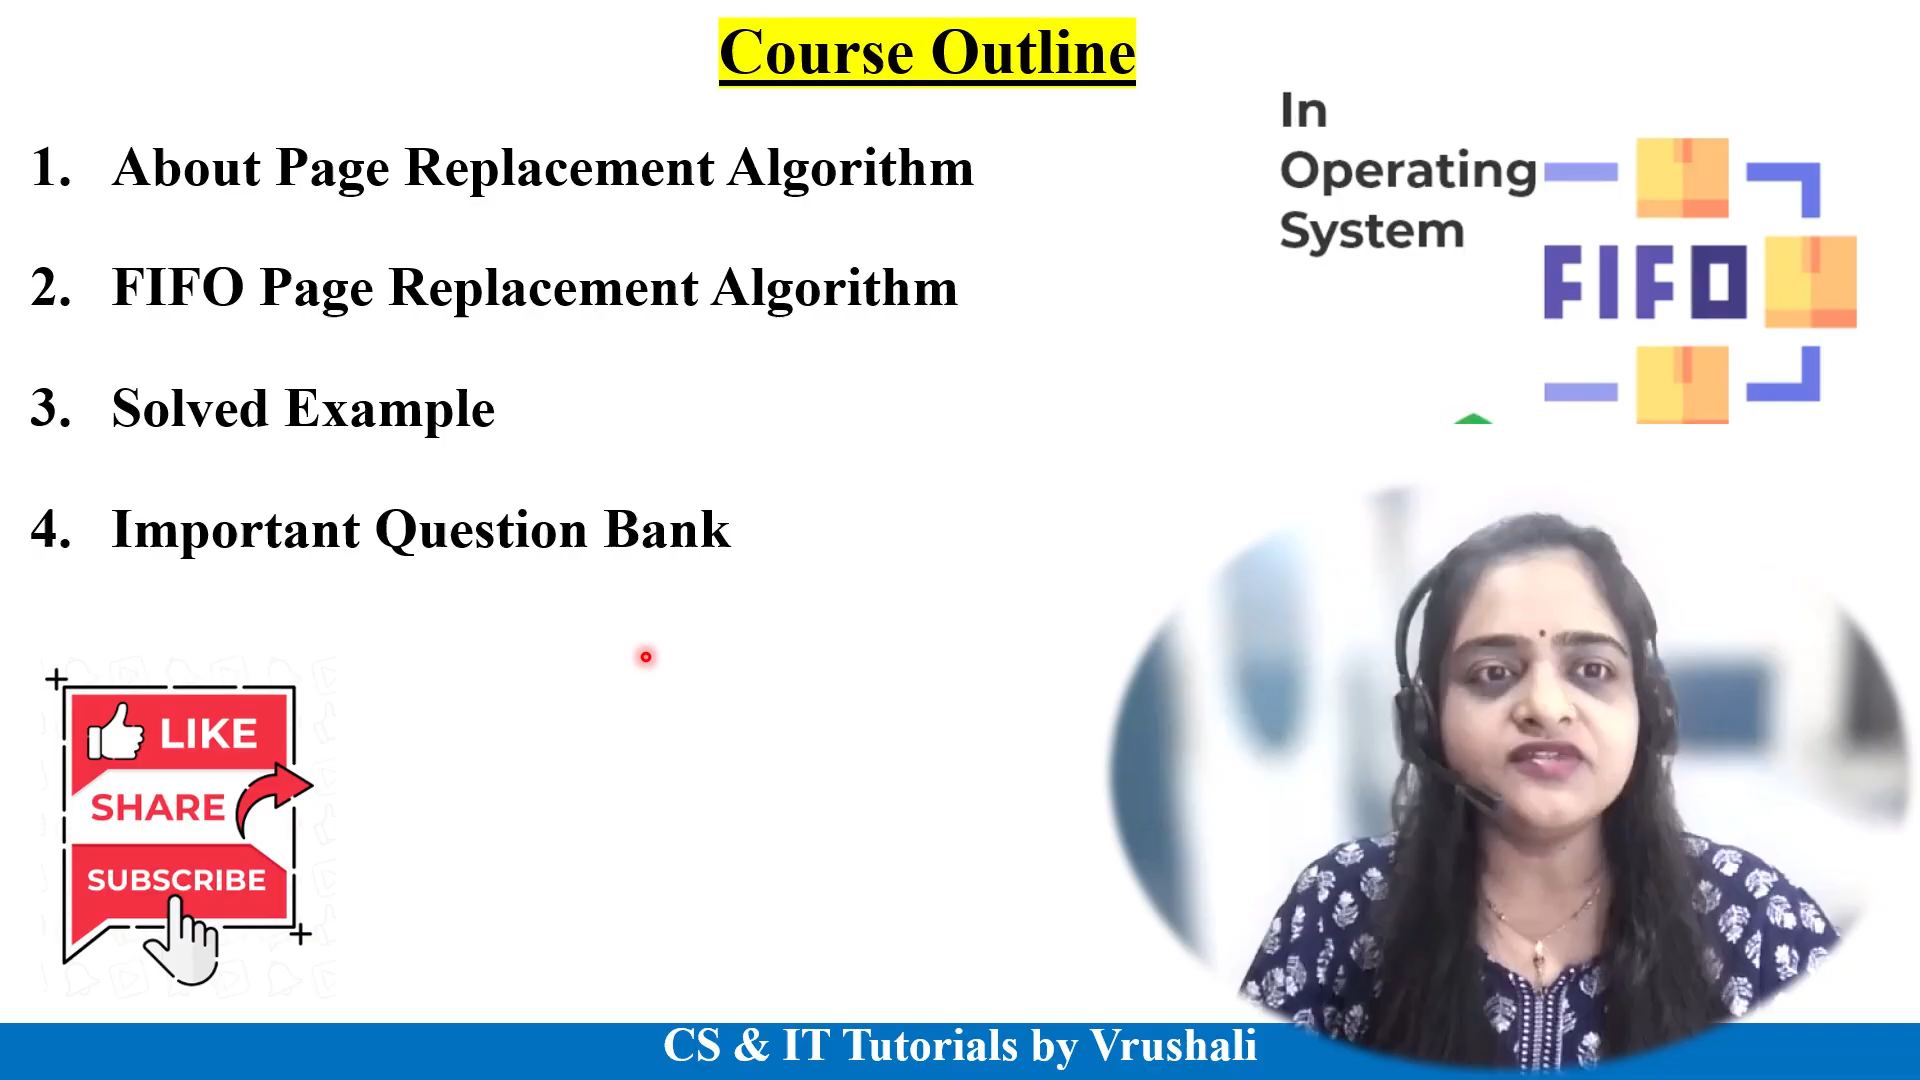 Course Outline
1. About Page Replacement Algorithm
2. FIFO Page Replacement Algorithm
3. Solved Example
4. Important Question Bank
In
Operating
System
FIFO
LIKE
SHARE
SUBSCRIBE
CS & IT Tutorials by Vrushali